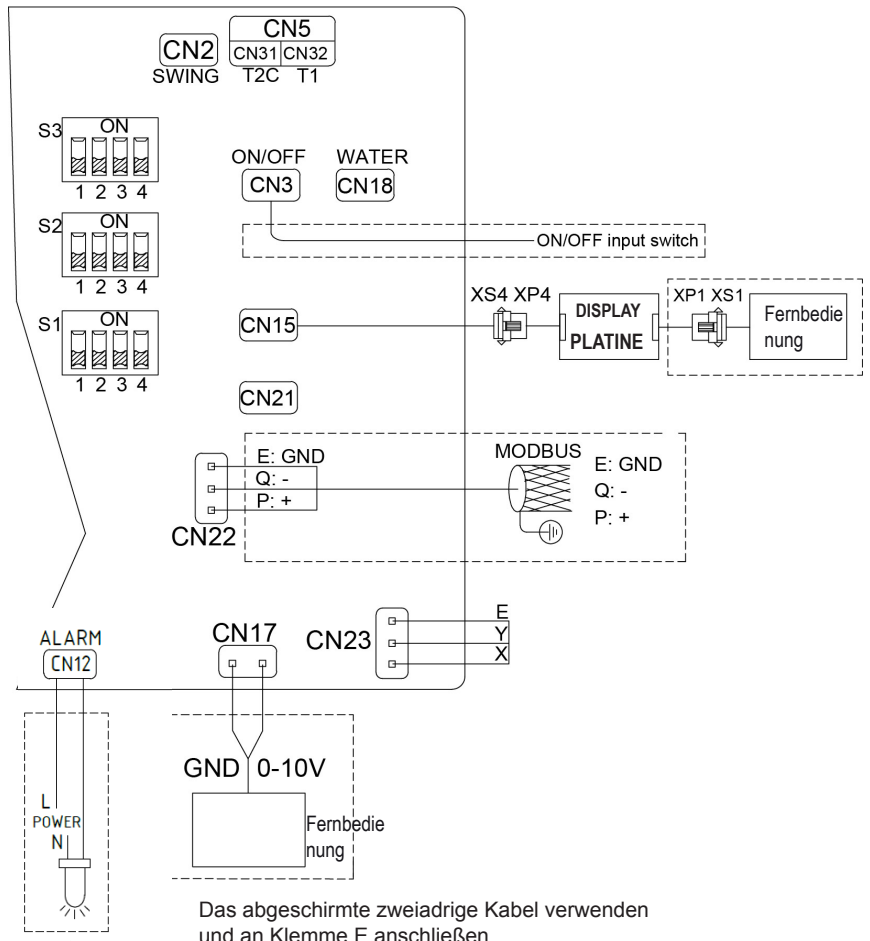 CN5
CN2 CN31 CN32
SWING T2C T1
S3 ON
1 2 3 4
ON/OFF WATER
CN3 CN18
S2 ON
1 2 3 4
ON/OFF input switch
XS4 XP4 XP1 XS1
S1 ON
1 2 3 4
CN15
DISPLAY
PLATINE
Fernbedie
nung
CN21
E: GND
Q: -
P: +
CN22
MODBUS
E: GND
Q: -
P: +
ALARM
CN12
CN17
CN23
E
Y
X
GND 0-10V
L
POWER
N
Fernbedie
nung
Das abgeschirmte zweiadrige Kabel verwenden
und an Klemme E anschließen